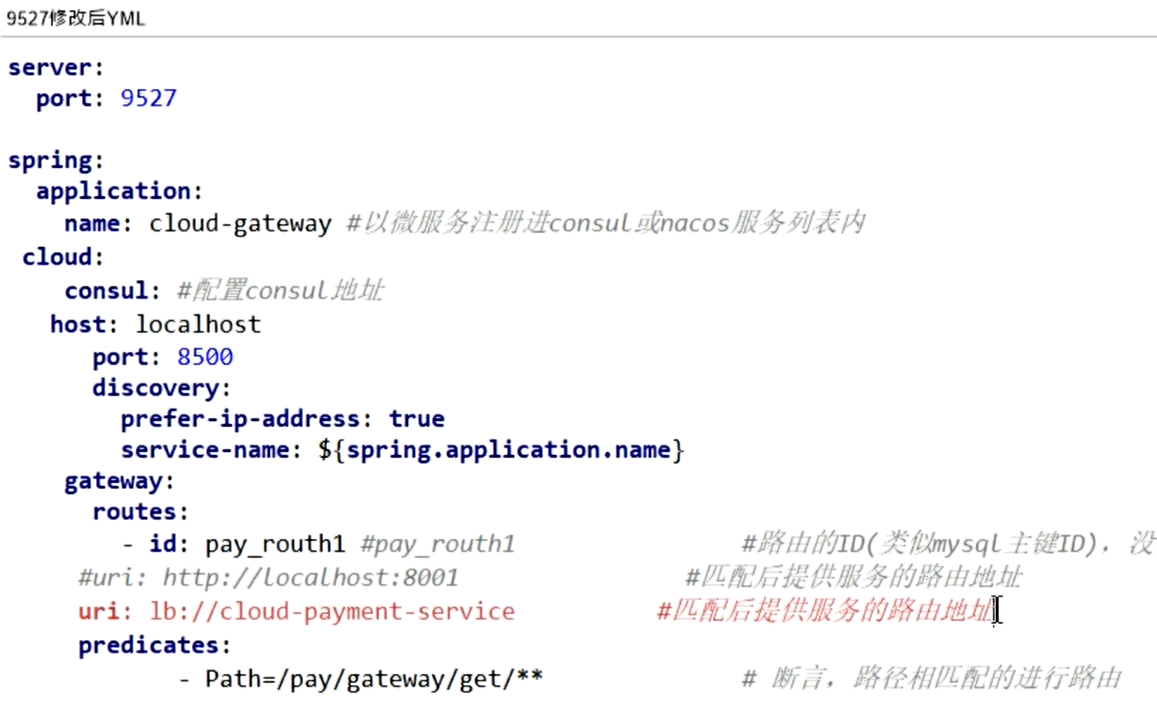 9527修改后YML
server:
  port: 9527
spring:
  application:
    name: cloud-gateway #以微服务注册进consul或nacos服务列表内
 cloud:
    consul: #配置consul地址
   host: localhost
      port: 8500
      discovery:
        prefer-ip-address: true
        service-name: ${spring.application.name}
    gateway:
      routes:
        - id: pay_routh1 #pay_routh1                #路由的ID(类似mysql主键ID)，没
     #uri: http://localhost:8001                #匹配后提供服务的路由地址
     uri: lb://cloud-payment-service          #匹配后提供服务的路由地址
     predicates:
            - Path=/pay/gateway/get/**              # 断言，路径相匹配的进行路由